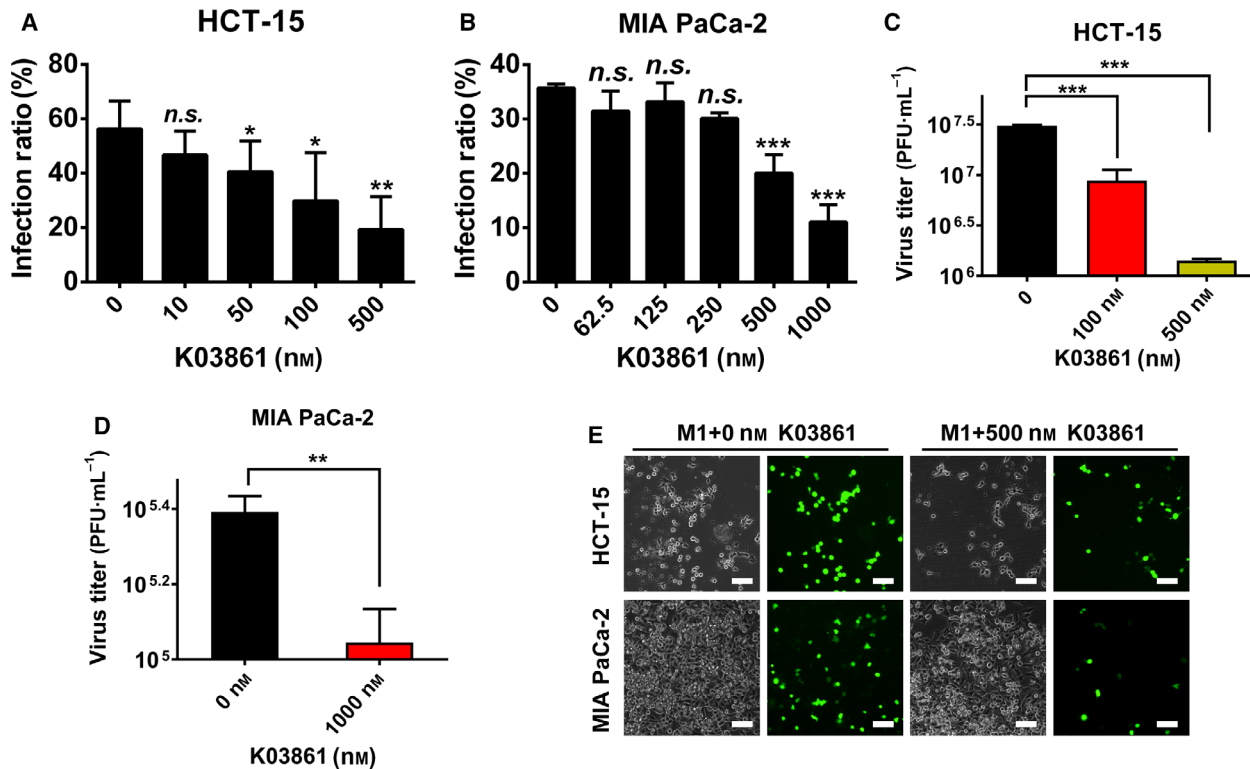 A
HCT-15
Infection ratio (%)
80
60
40
20
0
n.s.
*
*
**
0
10
50
100
500
K03861 (nM)
B
MIA PaCa-2
Infection ratio (%)
40
30
20
10
0
n.s.
n.s.
n.s.
***
***
0
62.5
125
250
500
1000
K03861 (nM)
C
HCT-15
Virus titer (PFU·mL⁻¹)
10^7.5
10^7
10^6.5
10^6
***
***
0
100 nM
500 nM
K03861 (nM)
D
MIA PaCa-2
Virus titer (PFU·mL⁻¹)
10^5.4
10^5.2
10^5
**
0 nM
1000 nM
K03861 (nM)
E
M1+0 nM K03861
M1+500 nM K03861
HCT-15
MIA PaCa-2